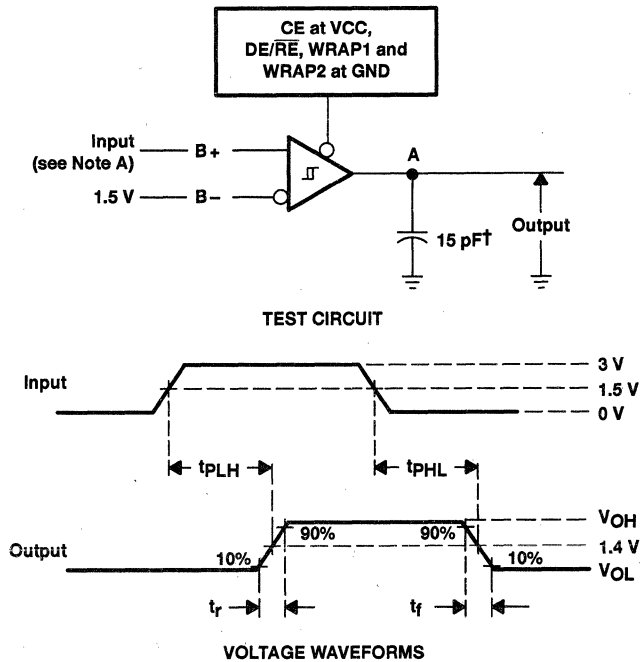 CE at VCC,
DE/RE, WRAP1 and
WRAP2 at GND
Input
(see Note A)
B+
A
1.5 V
B–
15 pF†
Output
TEST CIRCUIT
Input
3 V
1.5 V
0 V
tPLH
tPHL
Output
10%
90%
90%
10%
VOH
1.4 V
VOL
tr
tf
VOLTAGE WAVEFORMS